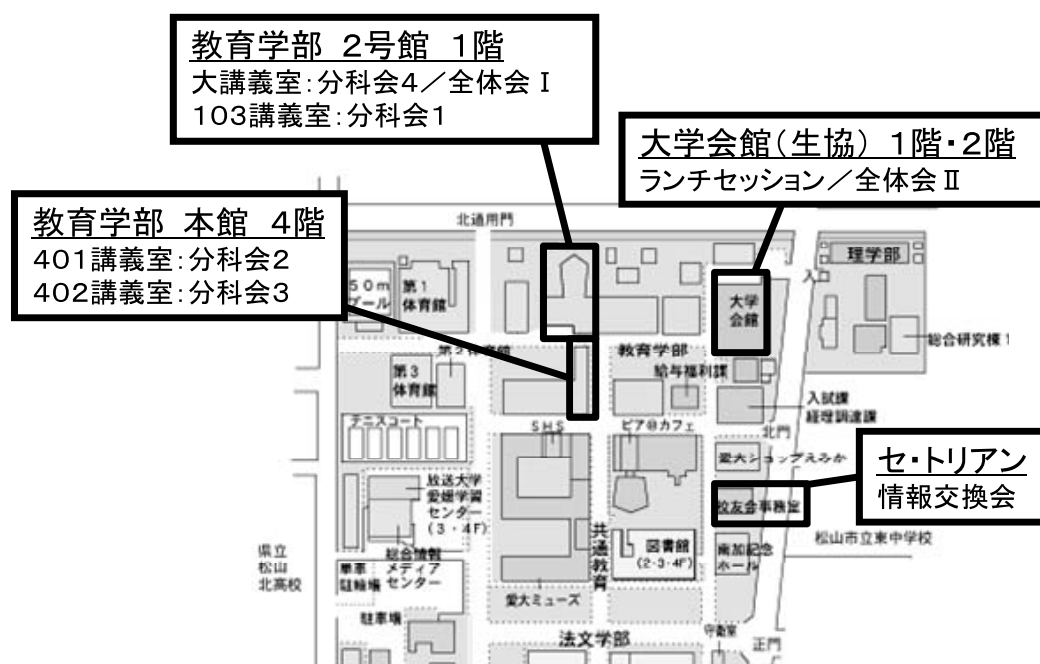 教育学部 2号館 1階
大講義室：分科会4／全体会Ⅰ
103講義室：分科会1
大学会館（生協） 1階・2階
ランチセッション／全体会Ⅱ
教育学部 本館 4階
401講義室：分科会2
402講義室：分科会3
北通用門
理学部
入
50m
プール
第1
体育館
大学
会館
総合研究棟1
第2体育館
教育学部
給与福利課
第3
体育館
入試課
経理調達課
テニスコート
SHS
ピア@カフェ
北門
愛大ショップえみか
セ・トリアン
情報交換会
放送大学
愛媛学習
センター
(3・4F)
校友会事務室
共通教育
図書館
(2・3・4F)
南加記念
ホール
松山市立東中学校
県立
松山
北高校
総合情報
メディア
センター
単車
駐輪場
愛大ミューズ
駐車場
法文学部
守衛室
正門